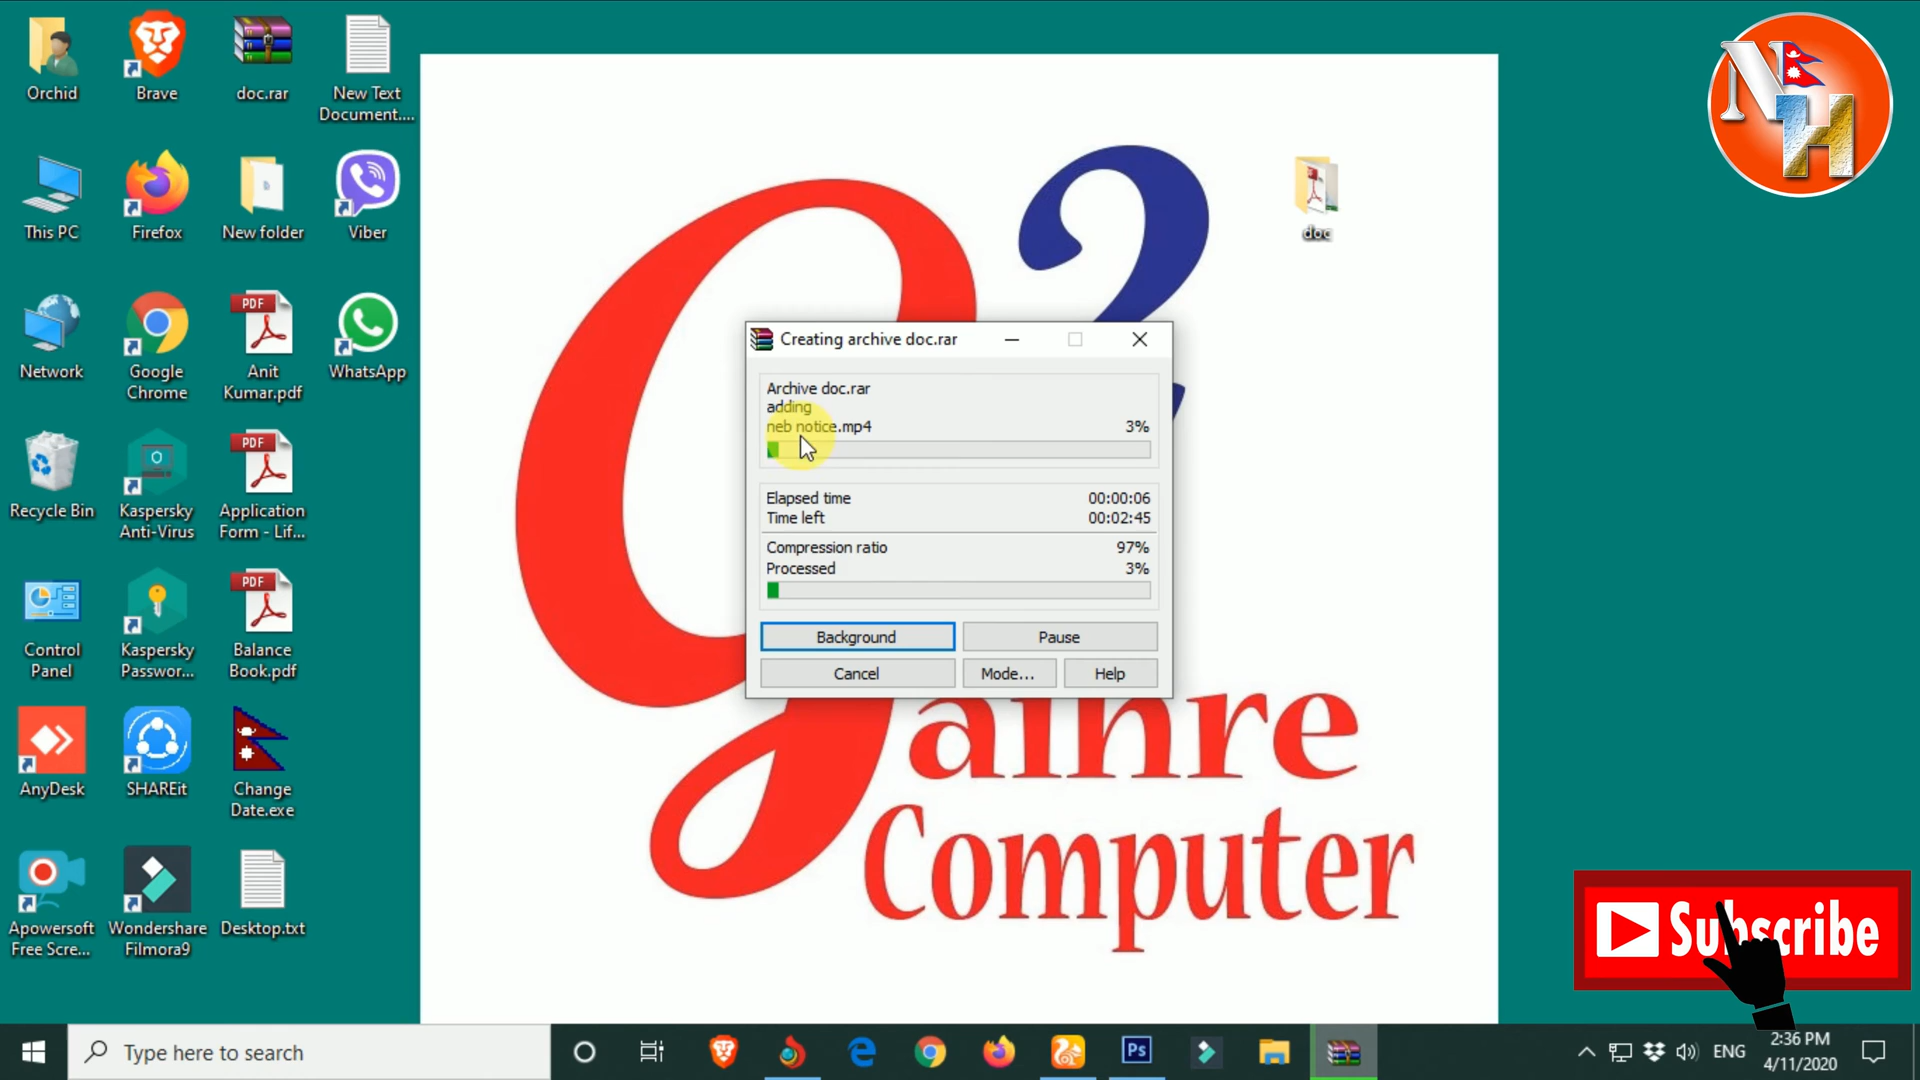 Orchid
Brave
doc.rar
New Text
Document....
This PC
Firefox
New folder
Viber
Network
Google
Chrome
PDF
Anit
Kumar.pdf
WhatsApp
Recycle Bin
Kaspersky
Anti-Virus
PDF
Application
Form - Lif...
Control
Panel
Kaspersky
Passwor...
PDF
Balance
Book.pdf
AnyDesk
SHAREit
Change
Date.exe
Apowersoft
Free Scre...
Wondershare
Filmora9
Desktop.txt
doc
NH
Creating archive doc.rar
Archive doc.rar
adding
neb notice.mp4 3%
Elapsed time 00:00:06
Time left 00:02:45
Compression ratio 97%
Processed 3%
Background Pause
Cancel Mode... Help
g2
ainre
Computer
Subscribe
Type here to search
Ps
ENG
2:36 PM
4/11/2020